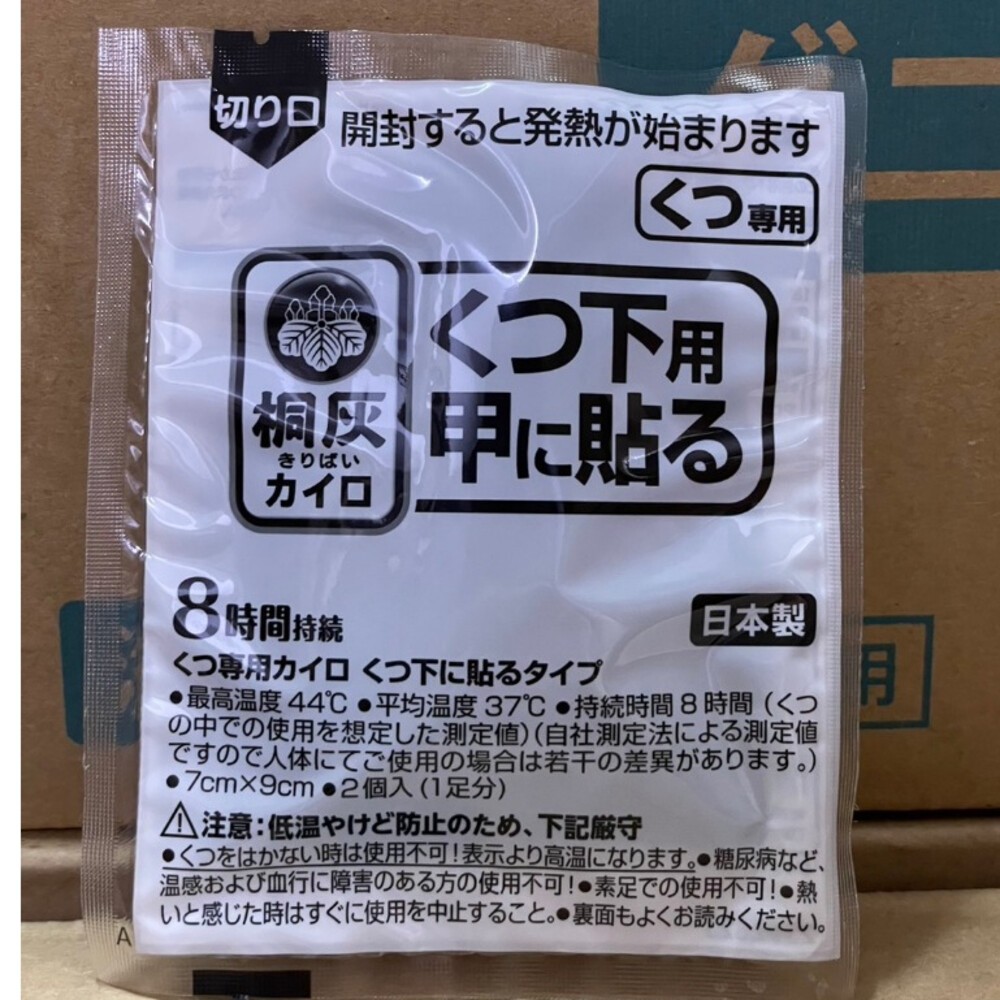 切り口
開封すると発熱が始まります
くつ専用
桐灰
きりばい
カイロ
くつ下用
甲に貼る
8時間持続
日本製
くつ専用カイロ くつ下に貼るタイプ
●最高温度44℃ ●平均温度37℃ ●持続時間8時間(くつ
の中での使用を想定した測定値)(自社測定法による測定値
ですので人体にてご使用の場合は若干の差異があります。)
●7cm×9cm ●2個入(1足分)
⚠注意:低温やけど防止のため、下記厳守
●くつをはかない時は使用不可!表示より高温になります。●糖尿病など、
温感および血行に障害のある方の使用不可!●素足での使用不可!●熱
いと感じた時はすぐに使用を中止すること。●裏面もよくお読みください。
A
用